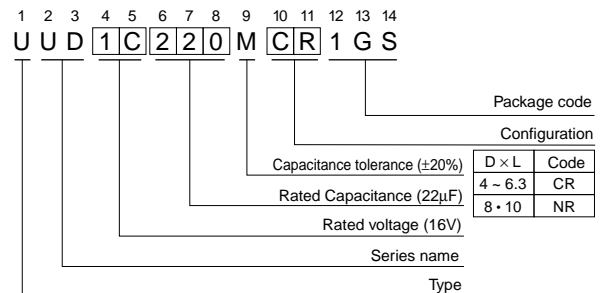 1 2 3 4 5 6 7 8 9 10 11 12 13 14
U U D 1 C 2 2 0 M C R 1 G S
Package code
Configuration
Capacitance tolerance (±20%)
D × L Code
4 ~ 6.3 CR
8 • 10 NR
Rated Capacitance (22µF)
Rated voltage (16V)
Series name
Type